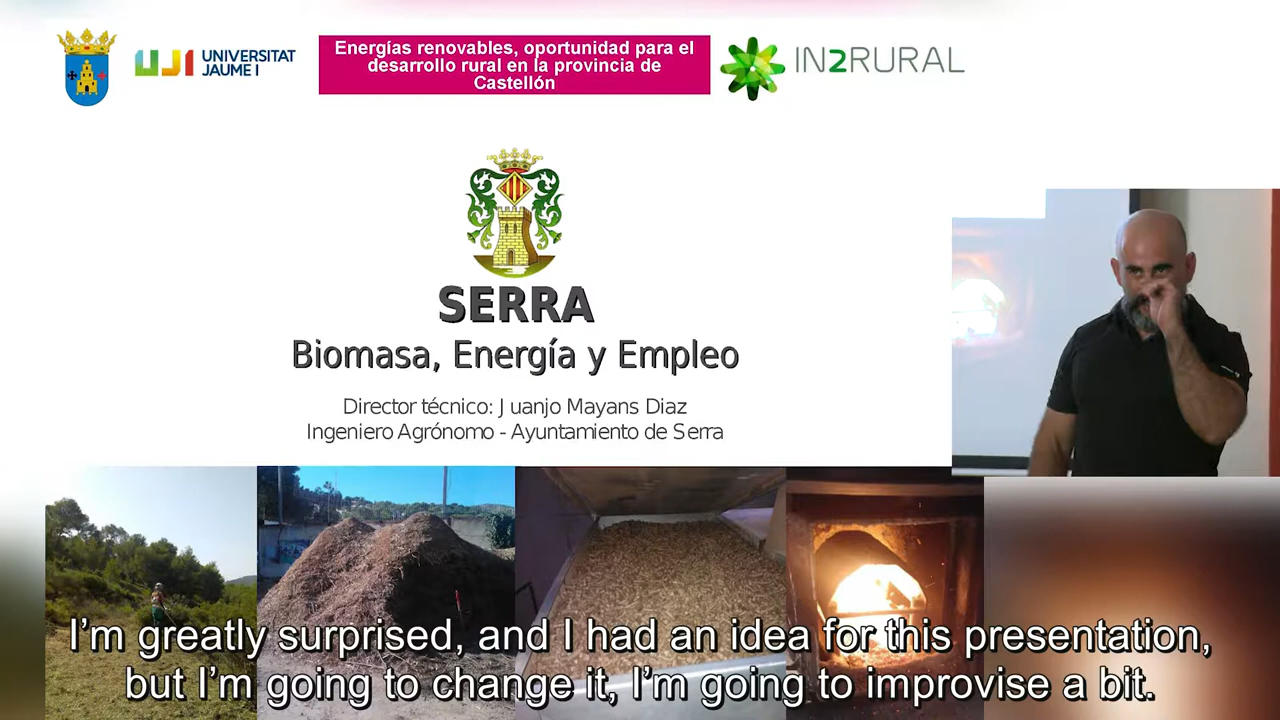 UJI UNIVERSITAT
JAUME I
Energías renovables, oportunidad para el
desarrollo rural en la provincia de
Castellón
IN2RURAL
SERRA
Biomasa, Energía y Empleo
Director técnico: Juanjo Mayans Diaz
Ingeniero Agrónomo - Ayuntamiento de Serra
I’m greatly surprised, and I had an idea for this presentation,
but I’m going to change it, I’m going to improvise a bit.